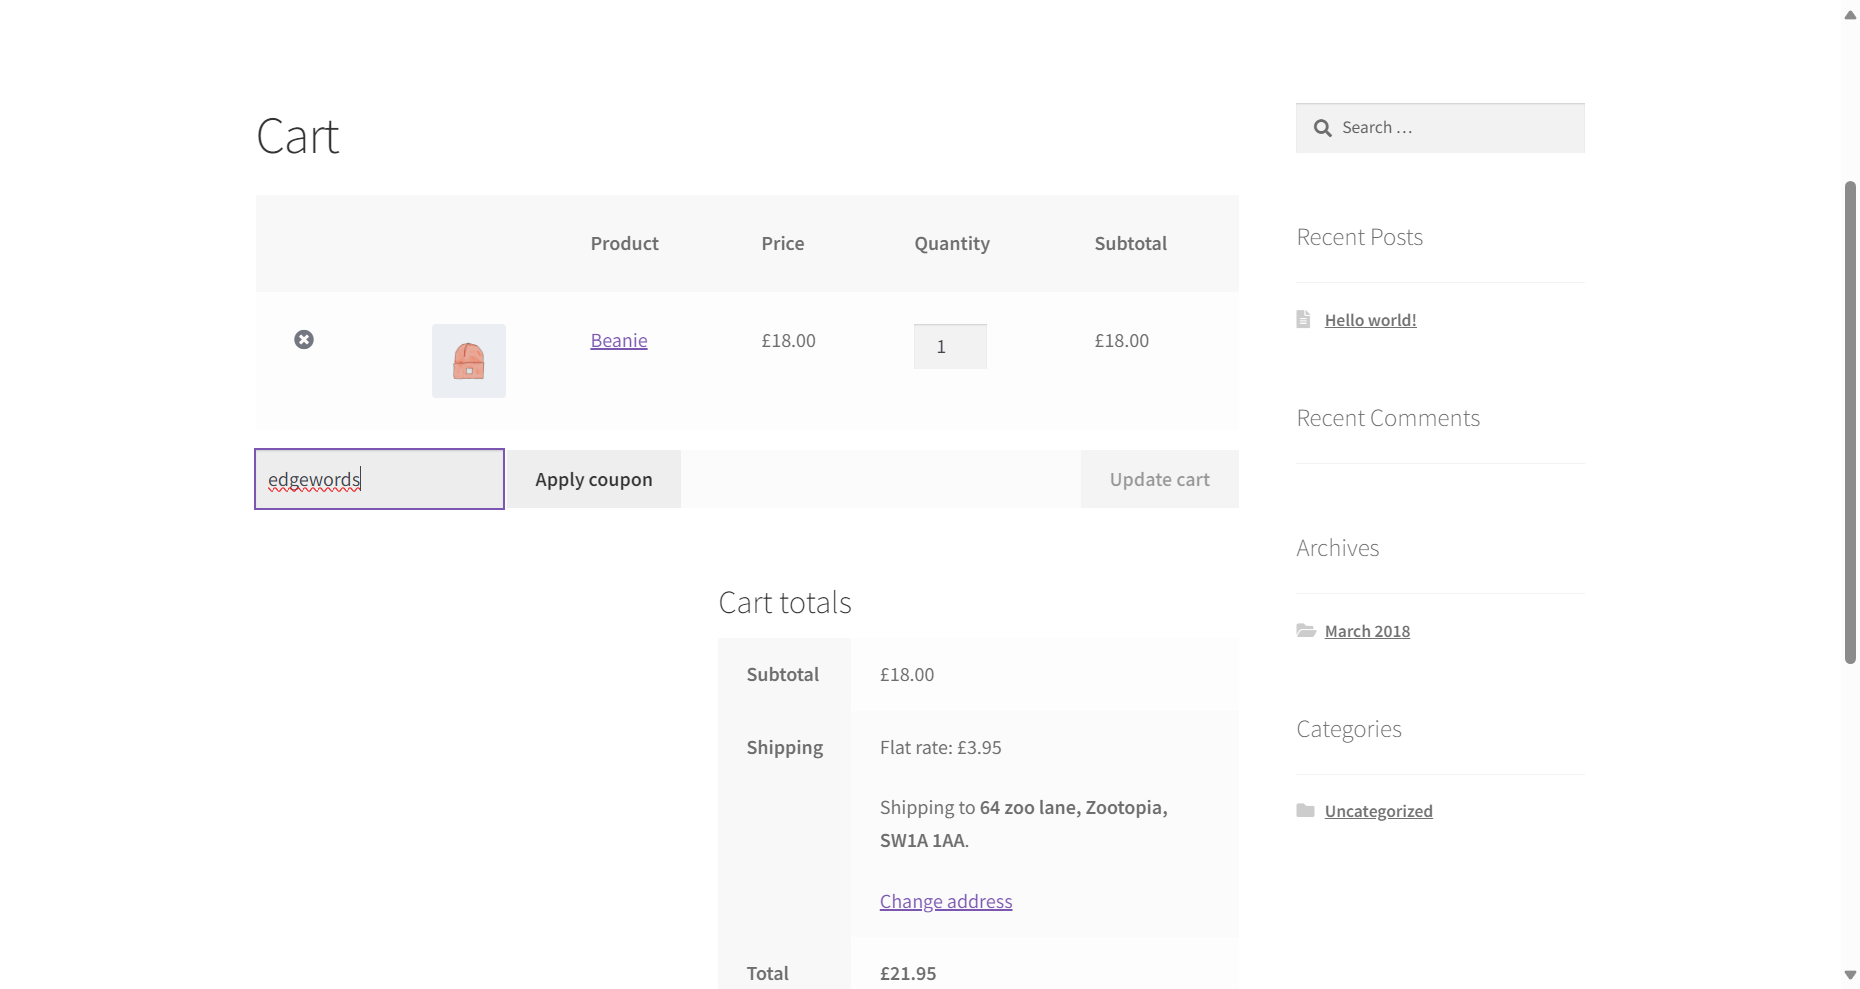 Cart
Product Price Quantity Subtotal
Beanie £18.00 1 £18.00
edgewords Apply coupon Update cart
Cart totals
Subtotal £18.00
Shipping Flat rate: £3.95
Shipping to 64 zoo lane, Zootopia,
SW1A 1AA.
Change address
Total £21.95
Search …
Recent Posts
Hello world!
Recent Comments
Archives
March 2018
Categories
Uncategorized